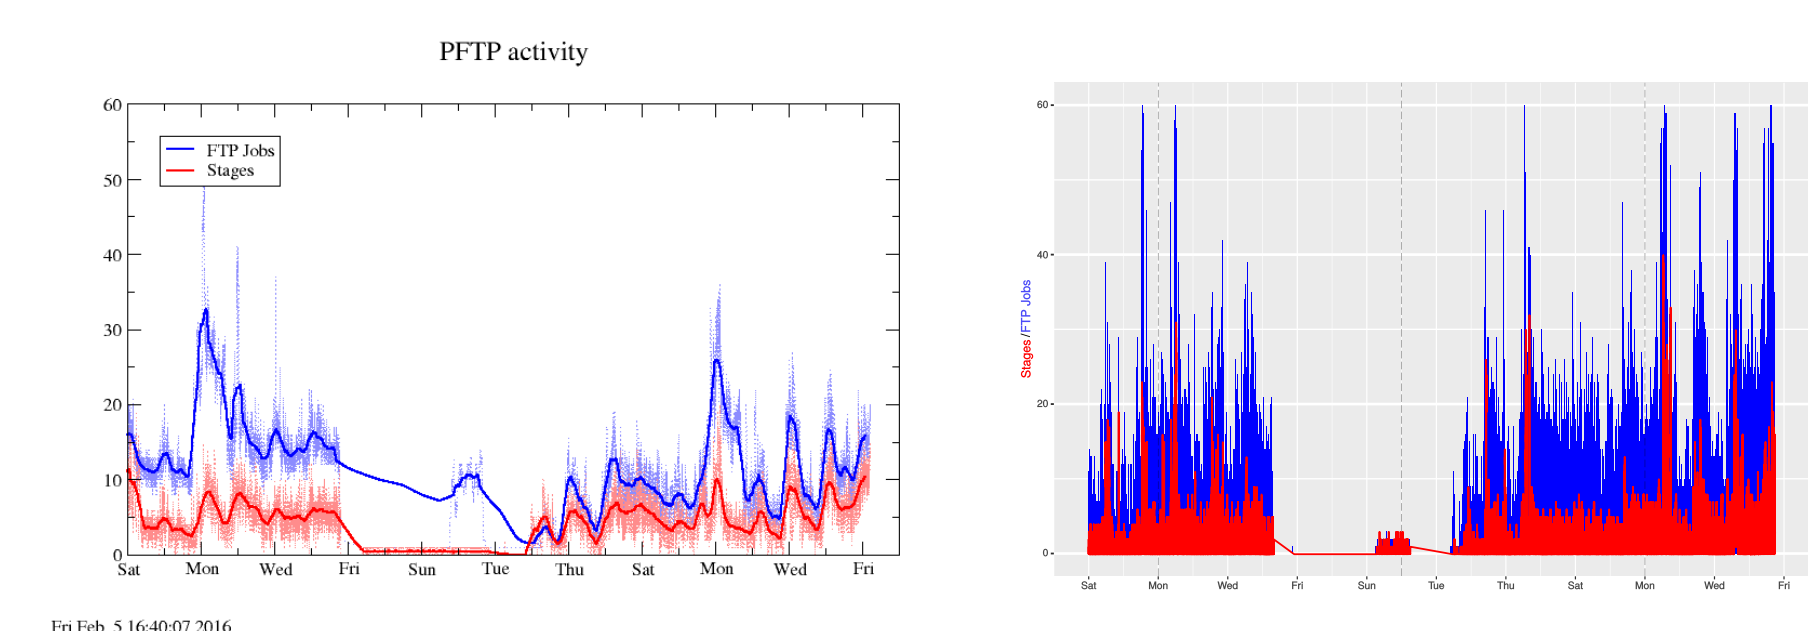 PFTP activity
60
50
40
30
20
10
0
FTP Jobs
Stages
Sat Mon Wed Fri Sun Tue Thu Sat Mon Wed Fri
Fri Feb 5 16:40:07 2016
Stages / FTP Jobs
60
40
20
0
Sat Mon Wed Fri Sun Tue Thu Sat Mon Wed Fri